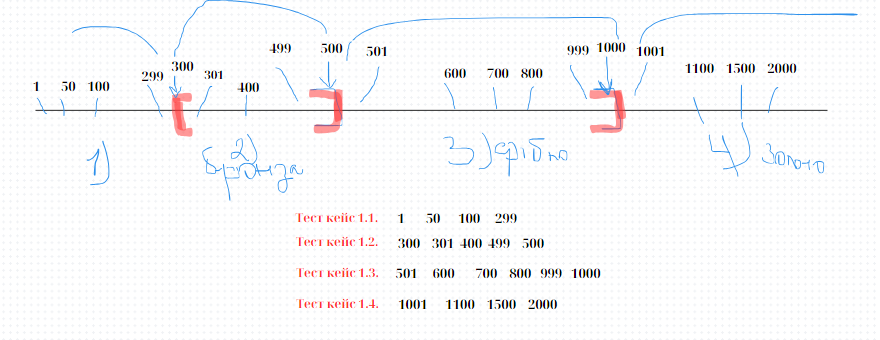 500 1000
499 501 999 1001
300 600 700 800 1100 1500 2000
1 50 100 299 301 400
1) 2) бронза 3) срібло 4) Золото
Тест кейс 1.1. 1 50 100 299
Тест кейс 1.2. 300 301 400 499 500
Тест кейс 1.3. 501 600 700 800 999 1000
Тест кейс 1.4. 1001 1100 1500 2000